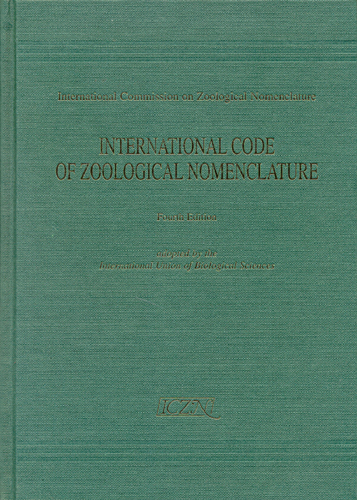 International Commission on Zoological Nomenclature
INTERNATIONAL CODE
OF ZOOLOGICAL NOMENCLATURE
Fourth Edition
adopted by the
International Union of Biological Sciences
ICZN